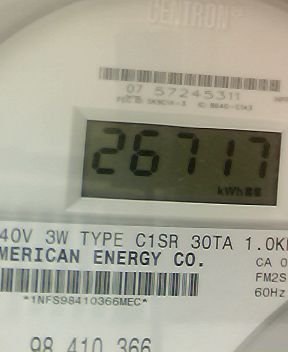 CENTRON®
07 57245311
26717
kWh
40V 3W TYPE C1SR 30TA 1.0K
MERICAN ENERGY CO.
CA 0
FM2S
*1NFS98410366MEC*
60Hz
98 410 366